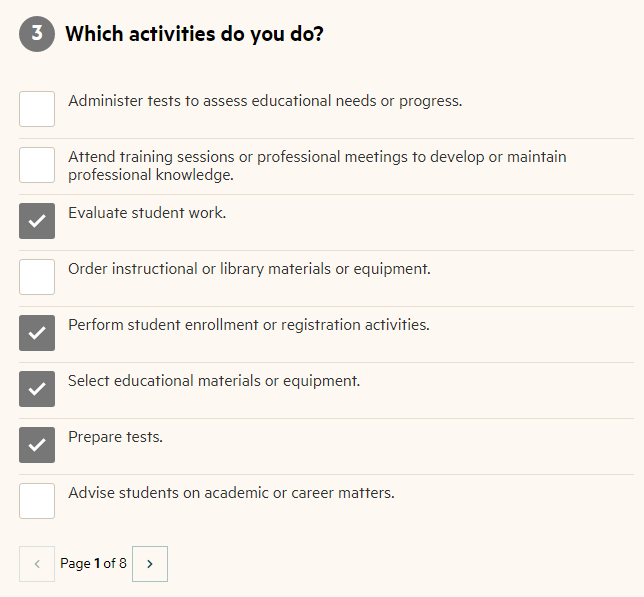 3 Which activities do you do?
Administer tests to assess educational needs or progress.
Attend training sessions or professional meetings to develop or maintain
professional knowledge.
Evaluate student work.
Order instructional or library materials or equipment.
Perform student enrollment or registration activities.
Select educational materials or equipment.
Prepare tests.
Advise students on academic or career matters.
Page 1 of 8